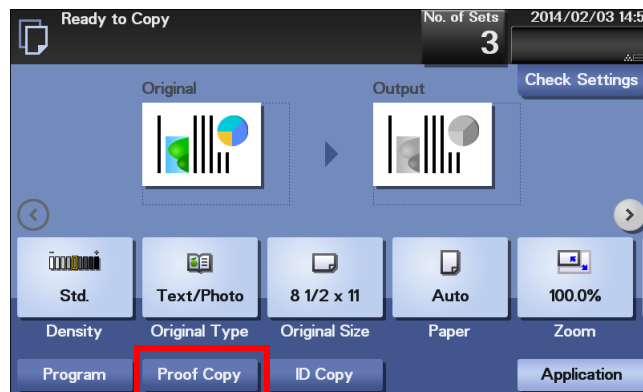 Ready to Copy
No. of Sets
3
2014/02/03 14:5
Check Settings
Original
Output
Std.
Text/Photo
8 1/2 x 11
Auto
100.0%
Density
Original Type
Original Size
Paper
Zoom
Program
Proof Copy
ID Copy
Application